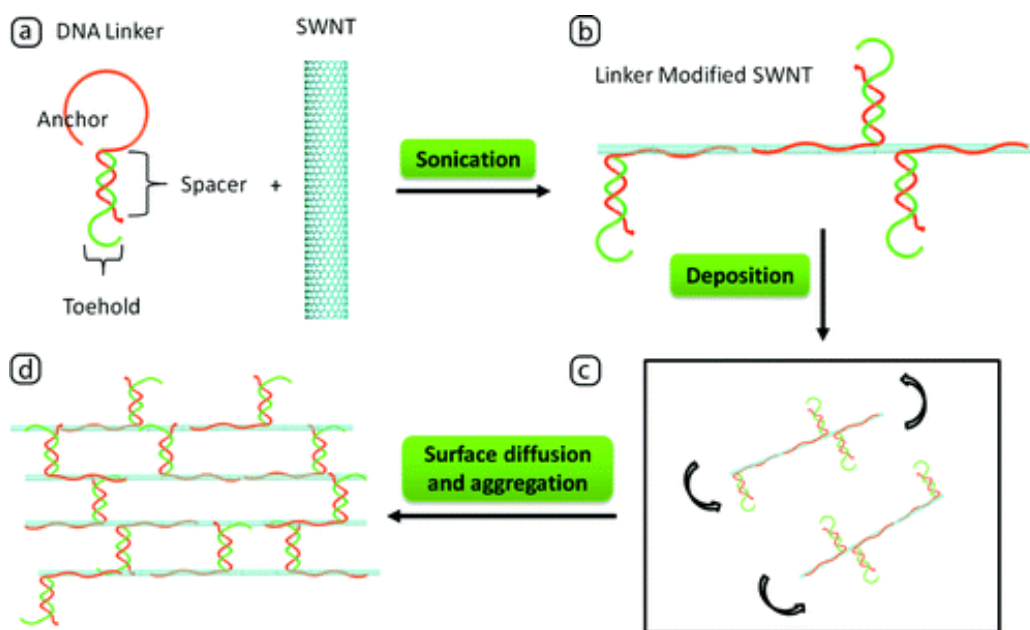 a
DNA Linker
SWNT
Anchor
Spacer
+
Toehold
Sonication
b
Linker Modified SWNT
Deposition
c
Surface diffusion
and aggregation
d